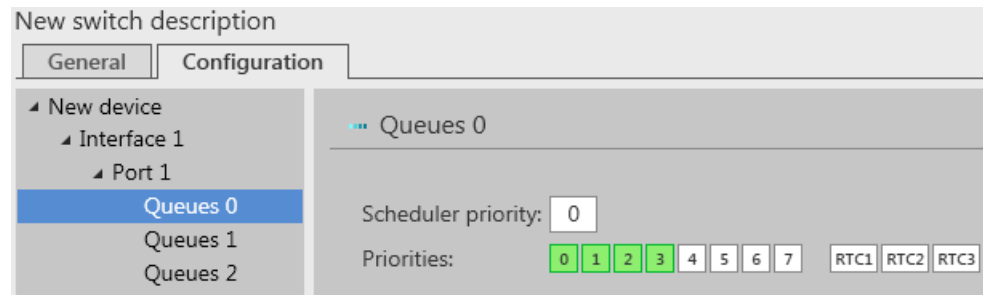 New switch description
General Configuration
New device
Interface 1
Port 1
Queues 0
Queues 1
Queues 2
Queues 0
Scheduler priority: 0
Priorities: 0 1 2 3 4 5 6 7 RTC1 RTC2 RTC3